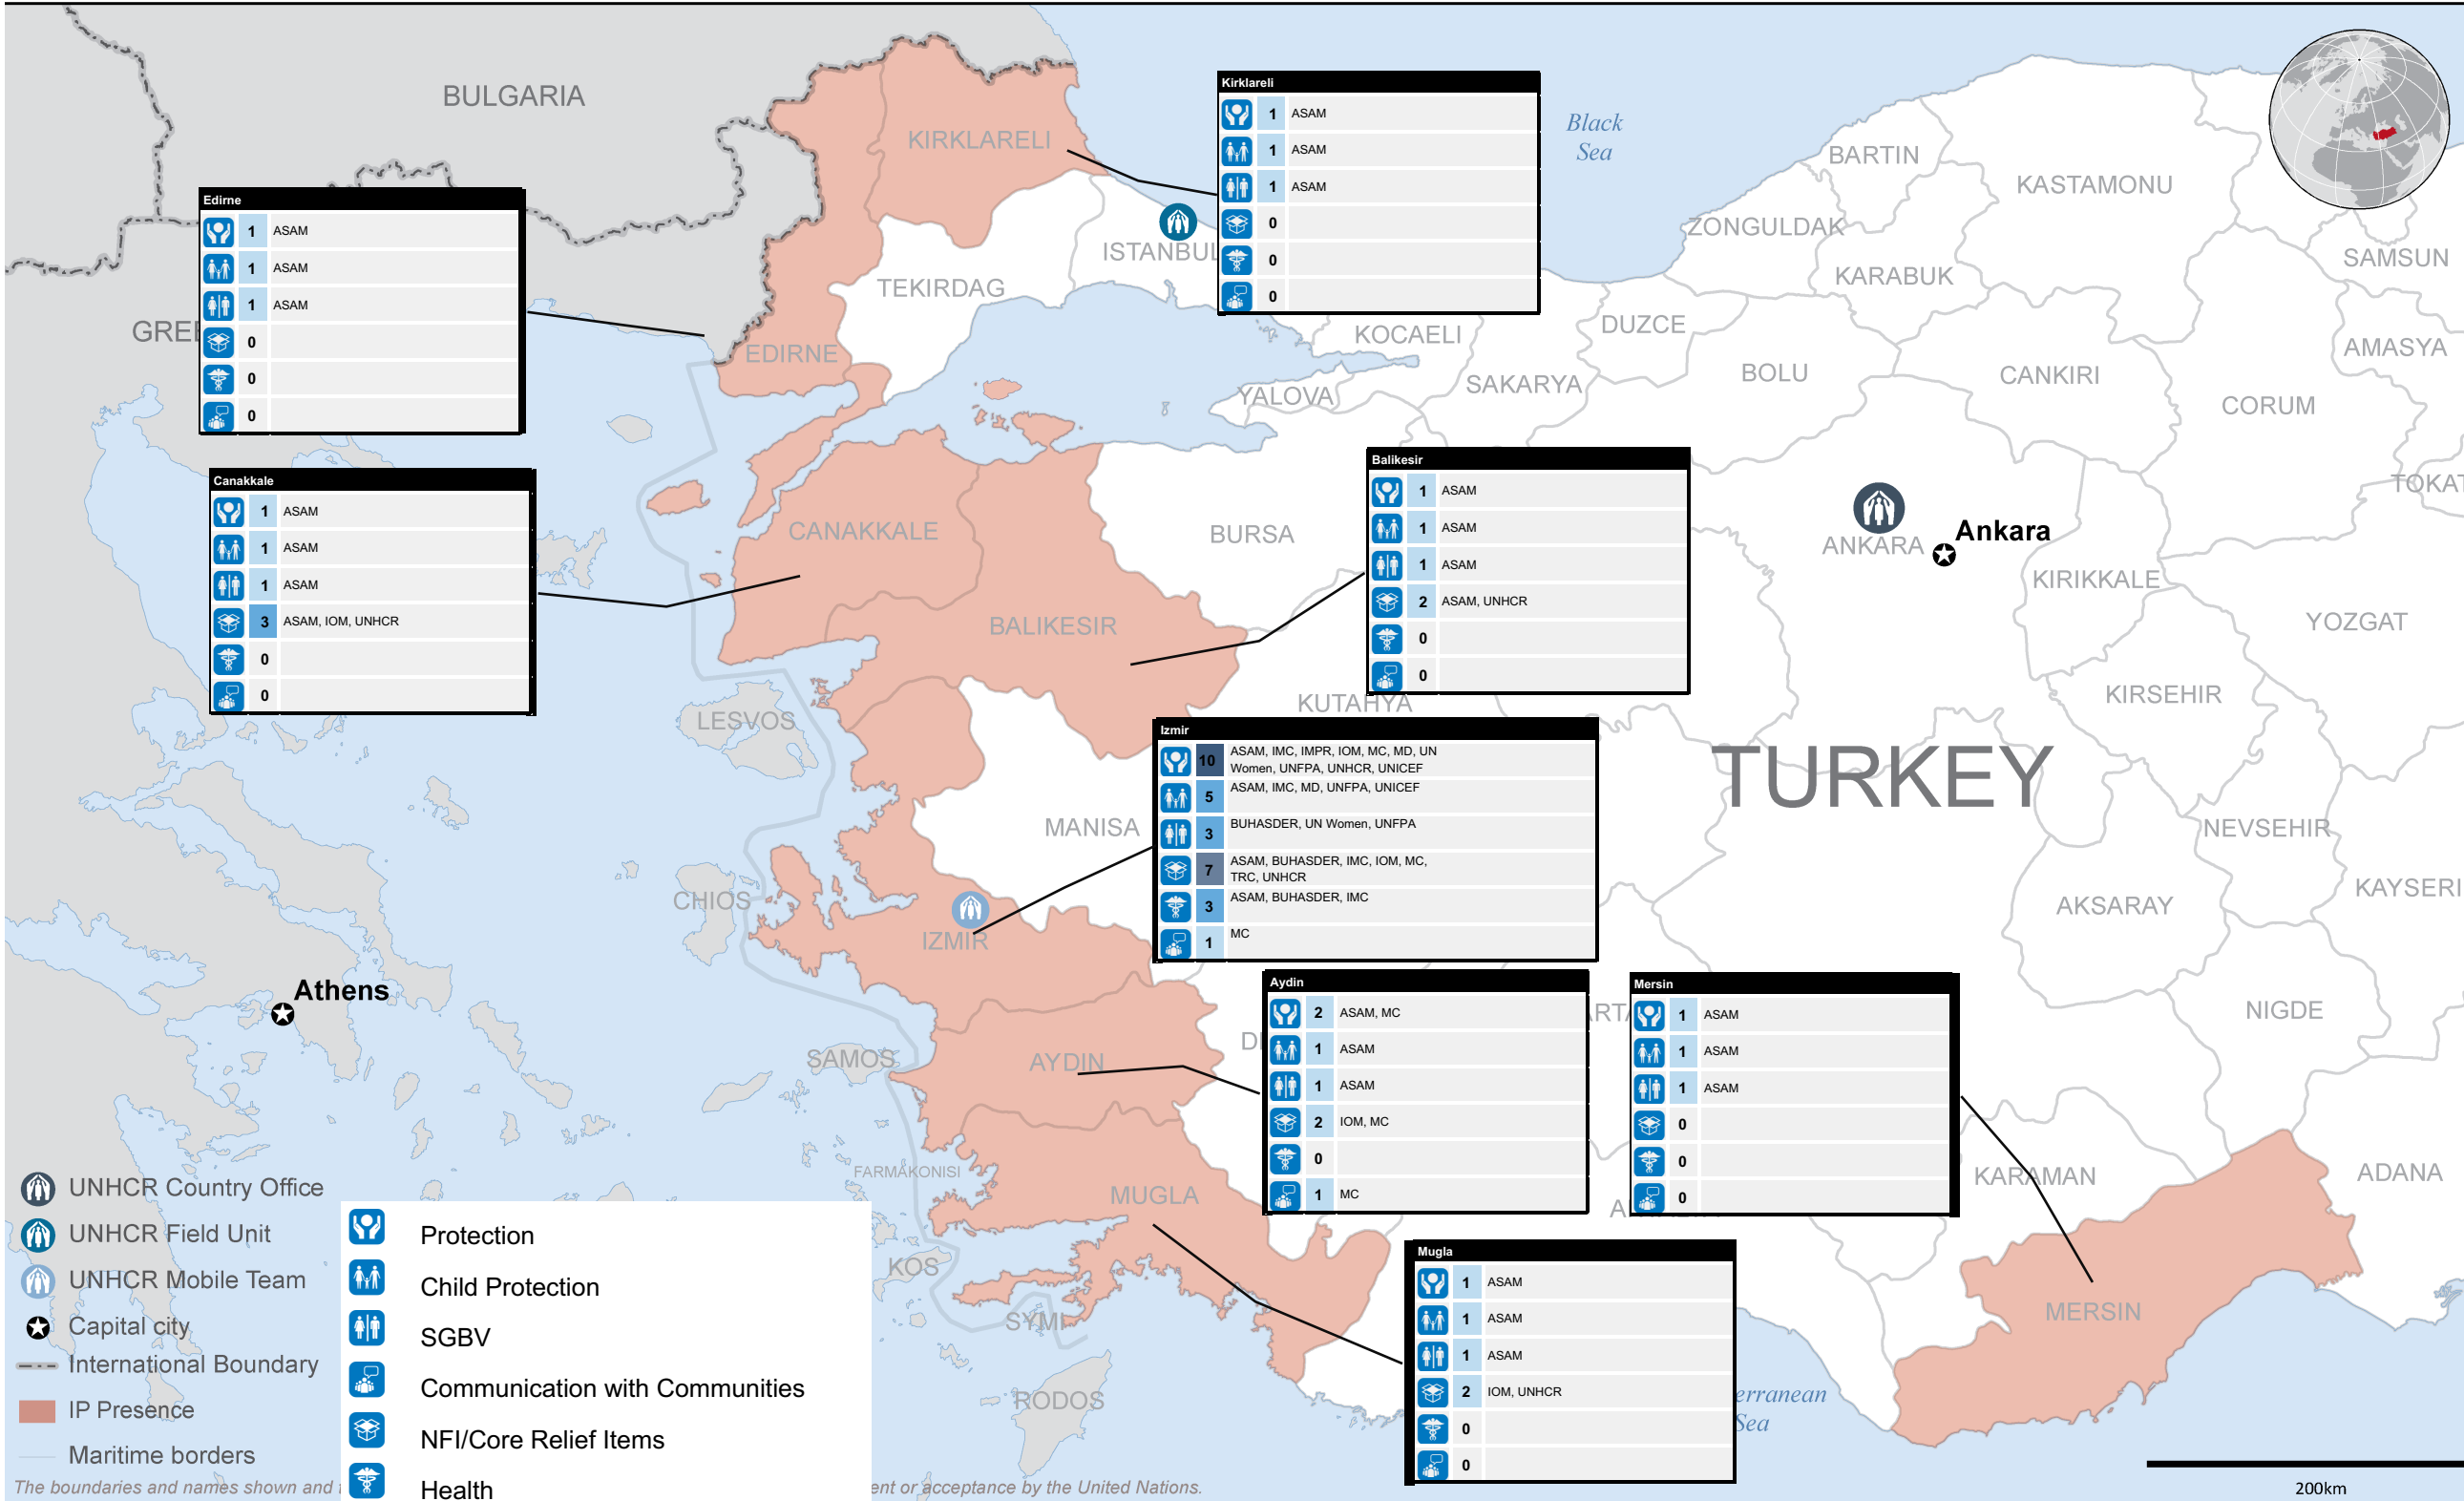 BULGARIA
KIRKLARELI
Kirklareli
1 ASAM
1 ASAM
1 ASAM
0
0
0
Black
Sea
BARTIN
KASTAMONU
ZONGULDAK
KARABUK
SAMSUN
Edirne
1 ASAM
1 ASAM
1 ASAM
0
0
0
ISTANBUL
TEKIRDAG
EDIRNE
KOCAELI
DUZCE
AMASYA
YALOVA
SAKARYA
BOLU
CANKIRI
CORUM
Canakkale
1 ASAM
1 ASAM
1 ASAM
3 ASAM, IOM, UNHCR
0
0
CANAKKALE
BURSA
BALIKESIR
Balikesir
1 ASAM
1 ASAM
1 ASAM
2 ASAM, UNHCR
0
0
ANKARA
Ankara
TOKAT
KIRIKKALE
YOZGAT
KIRSEHIR
LESVOS
KUTAHYA
TURKEY
Izmir
10 ASAM, IMC, IMPR, IOM, MC, MD, UN
Women, UNFPA, UNHCR, UNICEF
5 ASAM, IMC, MD, UNFPA, UNICEF
3 BUHASDER, UN Women, UNFPA
7 ASAM, BUHASDER, IMC, IOM, MC,
TRC, UNHCR
3 ASAM, BUHASDER, IMC
1 MC
MANISA
NEVSEHIR
KAYSERI
AKSARAY
CHIOS
IZMIR
Athens
NIGDE
Aydin
2 ASAM, MC
1 ASAM
1 ASAM
2 IOM, MC
0
1 MC
Mersin
1 ASAM
1 ASAM
1 ASAM
0
0
0
SAMOS
AYDIN
FARMAKONISI
MUGLA
KARAMAN
ADANA
KOS
SYMI
RODOS
MERSIN
Mugla
1 ASAM
1 ASAM
1 ASAM
2 IOM, UNHCR
0
0
erranean
Sea
UNHCR Country Office
UNHCR Field Unit
UNHCR Mobile Team
Capital city
International Boundary
IP Presence
Maritime borders
Protection
Child Protection
SGBV
Communication with Communities
NFI/Core Relief Items
Health
The boundaries and names shown and
ent or acceptance by the United Nations.
200km